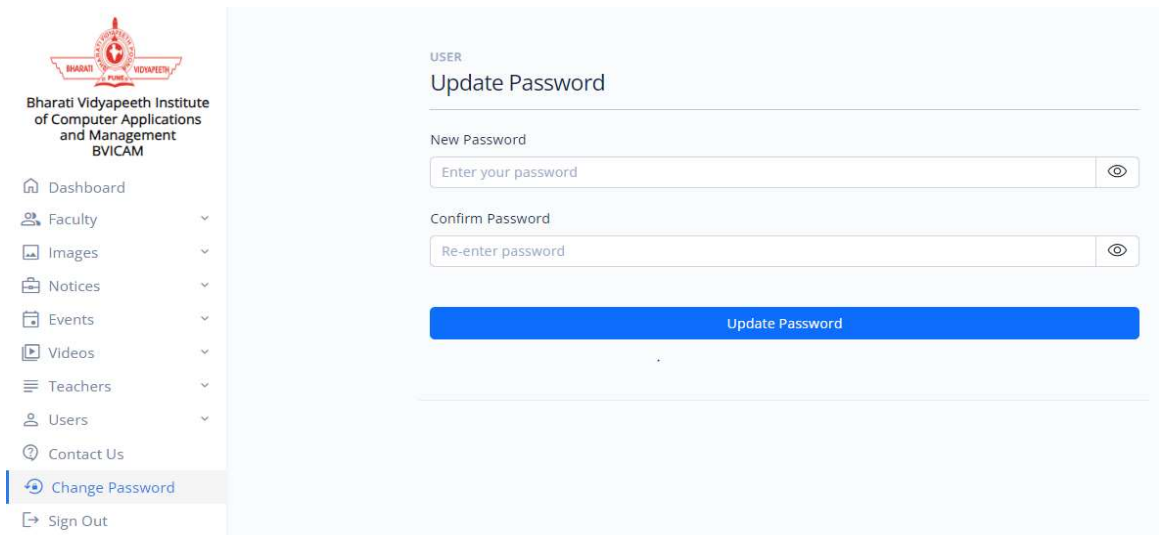 BHARATI VIDYAPEETH
PUNE
Bharati Vidyapeeth Institute
of Computer Applications
and Management
BVICAM
Dashboard
Faculty
Images
Notices
Events
Videos
Teachers
Users
Contact Us
Change Password
Sign Out
USER
Update Password
New Password
Enter your password
Confirm Password
Re-enter password
Update Password
.